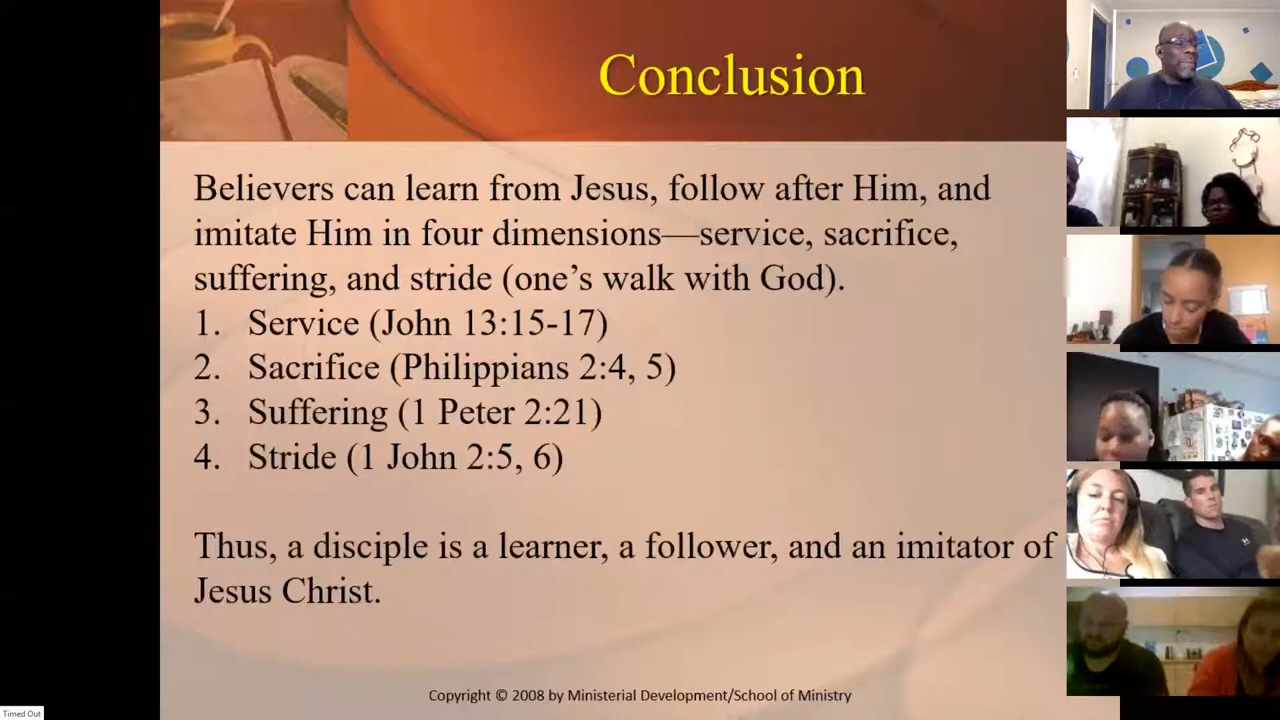 Conclusion
Believers can learn from Jesus, follow after Him, and
imitate Him in four dimensions—service, sacrifice,
suffering, and stride (one’s walk with God).
1. Service (John 13:15-17)
2. Sacrifice (Philippians 2:4, 5)
3. Suffering (1 Peter 2:21)
4. Stride (1 John 2:5, 6)
Thus, a disciple is a learner, a follower, and an imitator of
Jesus Christ.
Copyright © 2008 by Ministerial Development/School of Ministry
Timed Out